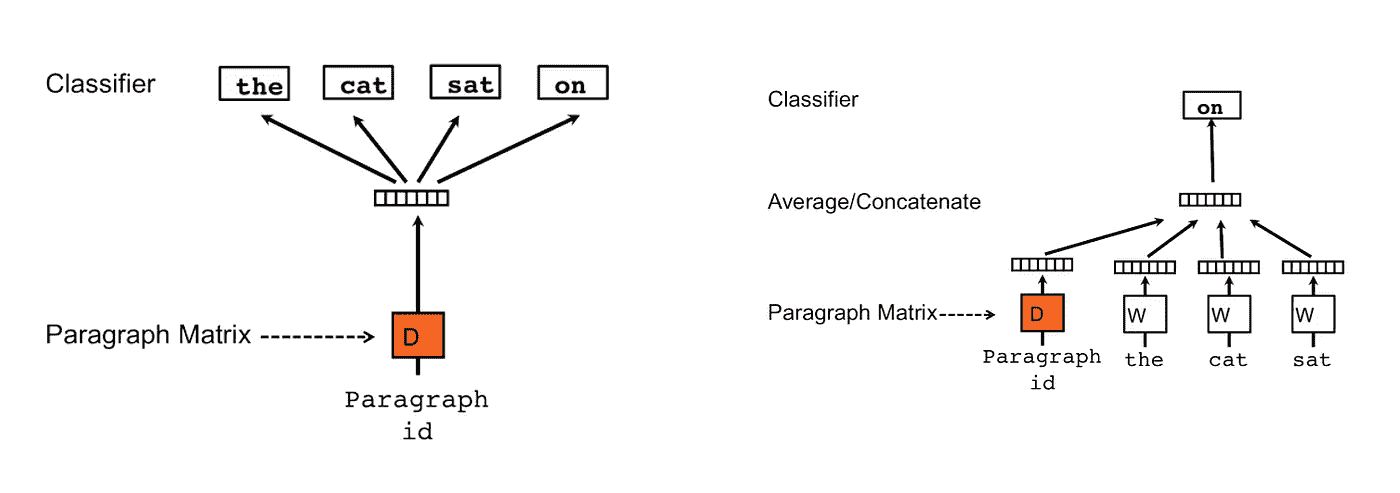 Classifier
the cat sat on
Paragraph Matrix
D
Paragraph
id
Classifier
on
Average/Concatenate
Paragraph Matrix
D W W W
Paragraph
id
the cat sat